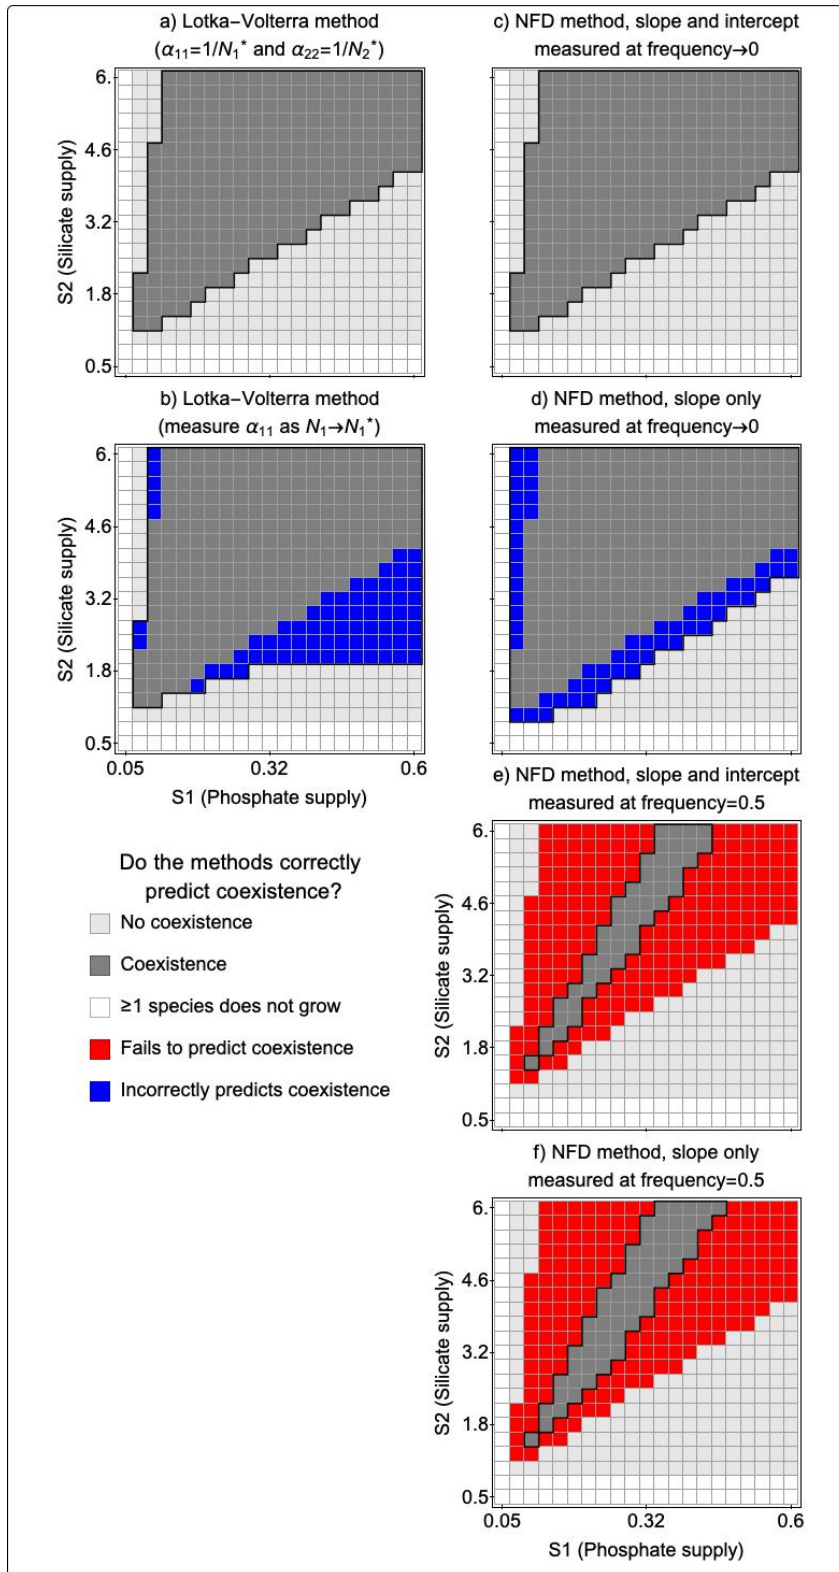 a) Lotka−Volterra method
(α11=1/N1* and α22=1/N2*)
6.
4.6
3.2
1.8
0.5
S2 (Silicate supply)
c) NFD method, slope and intercept
measured at frequency→0
b) Lotka−Volterra method
(measure α11 as N1→N1*)
6.
4.6
3.2
1.8
0.5
S2 (Silicate supply)
0.05
0.32
0.6
S1 (Phosphate supply)
d) NFD method, slope only
measured at frequency→0
e) NFD method, slope and intercept
measured at frequency=0.5
6.
4.6
3.2
1.8
0.5
S2 (Silicate supply)
Do the methods correctly
predict coexistence?
No coexistence
Coexistence
≥1 species does not grow
Fails to predict coexistence
Incorrectly predicts coexistence
f) NFD method, slope only
measured at frequency=0.5
6.
4.6
3.2
1.8
0.5
S2 (Silicate supply)
0.05
0.32
0.6
S1 (Phosphate supply)